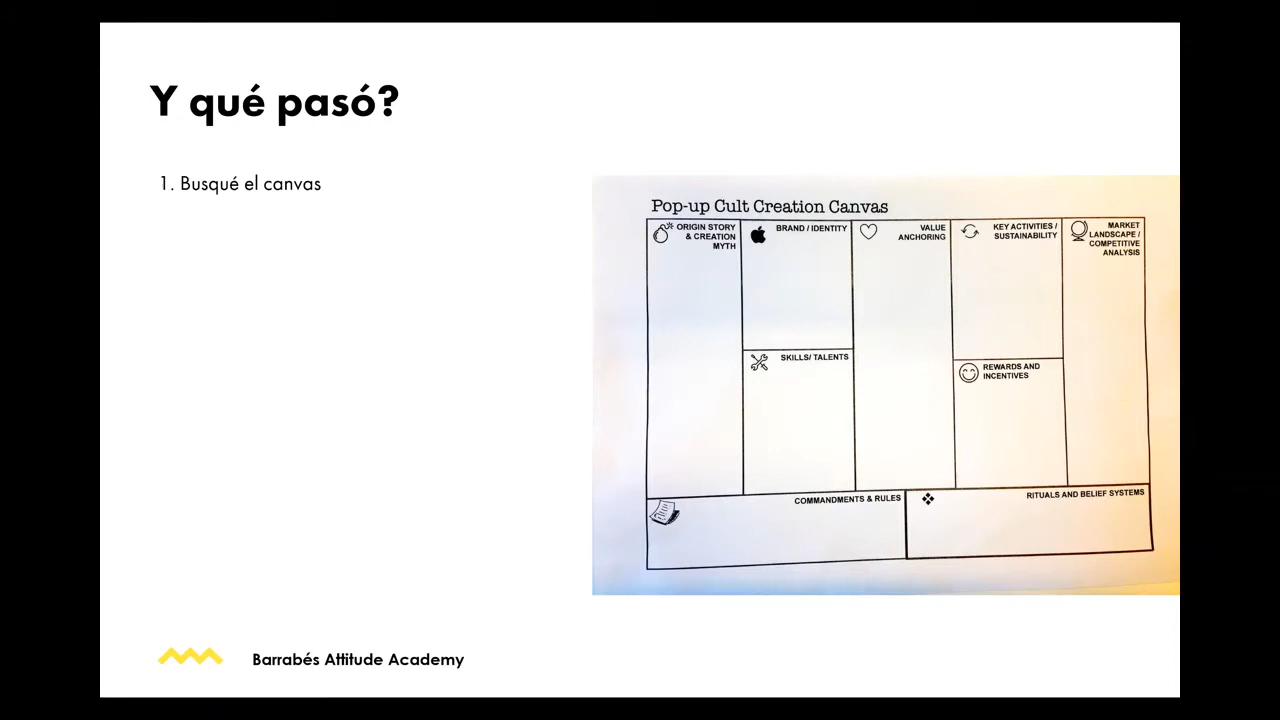 Y qué pasó?
1. Busqué el canvas
Pop-up Cult Creation Canvas
ORIGIN STORY
& CREATION
MYTH
BRAND / IDENTITY
VALUE
ANCHORING
KEY ACTIVITIES /
SUSTAINABILITY
MARKET
LANDSCAPE /
COMPETITIVE
ANALYSIS
SKILLS/ TALENTS
REWARDS AND
INCENTIVES
COMMANDMENTS & RULES
RITUALS AND BELIEF SYSTEMS
Barrabés Attitude Academy